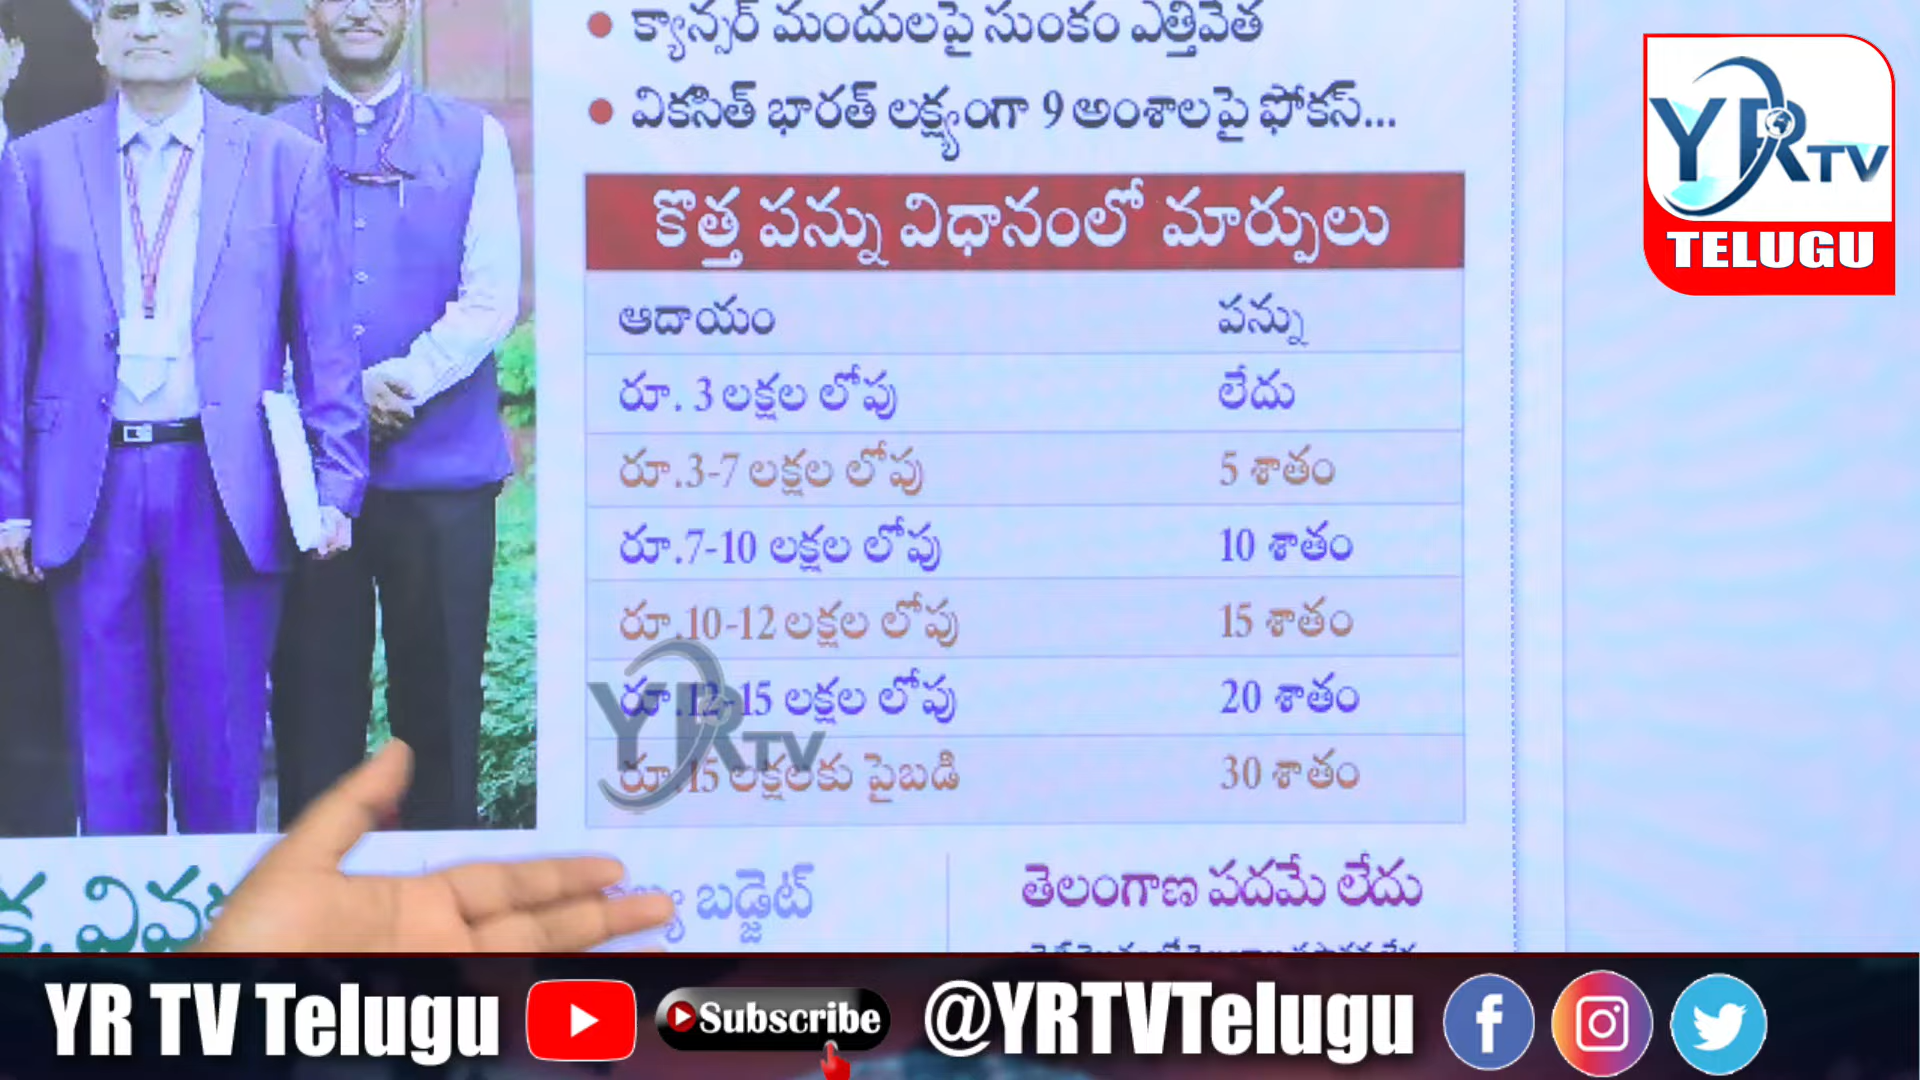 • క్యాన్సర్ మందులపై సుంకం ఎత్తివేత
• వికసిత్ భారత్ లక్ష్యంగా 9 అంశాలపై ఫోకస్...
కొత్త పన్ను విధానంలో మార్పులు
ఆదాయం పన్ను
రూ. 3 లక్షల లోపు లేదు
రూ.3-7 లక్షల లోపు 5 శాతం
రూ.7-10 లక్షల లోపు 10 శాతం
రూ.10-12 లక్షల లోపు 15 శాతం
రూ.12-15 లక్షల లోపు 20 శాతం
రూ.15 లక్షలకు పైబడి 30 శాతం
బడ్జెట్
తెలంగాణ పదమే లేదు
YR TV
TELUGU
YR TV
YR TV Telugu Subscribe @YRTVTelugu